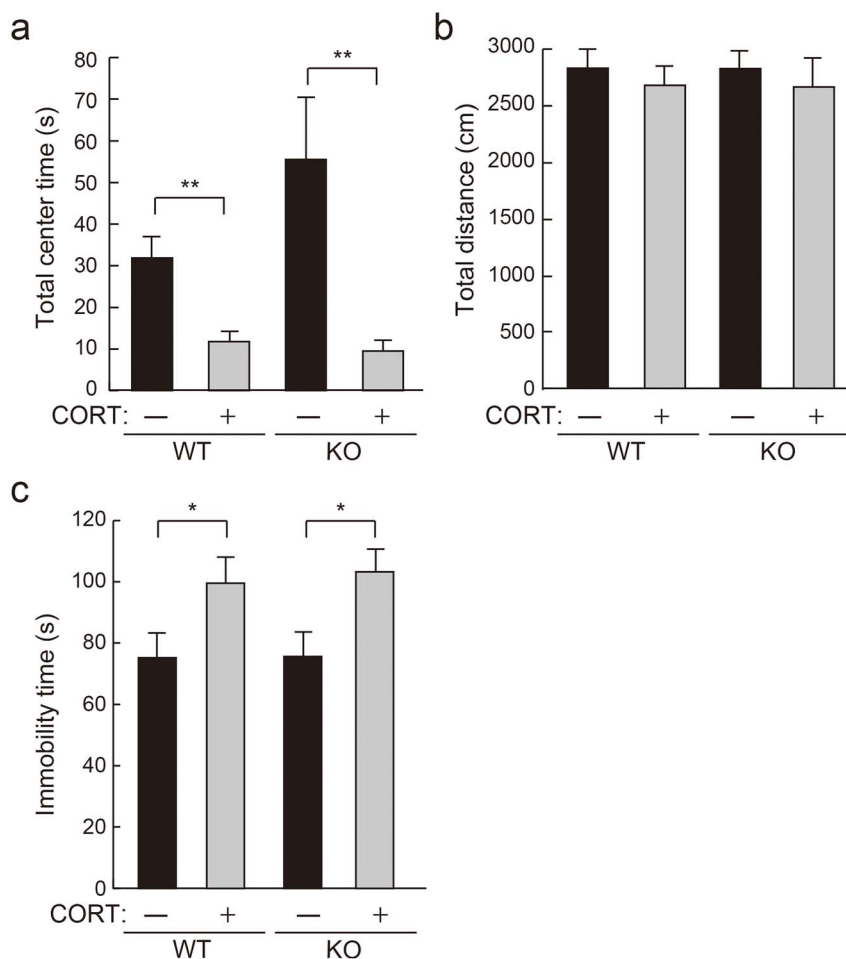 a
Total center time (s)
80
70
60
50
40
30
20
10
0
**
**
CORT: — + — +
WT KO
b
Total distance (cm)
3000
2500
2000
1500
1000
500
0
— + — +
WT KO
c
Immobility time (s)
120
100
80
60
40
20
0
*
*
CORT: — + — +
WT KO